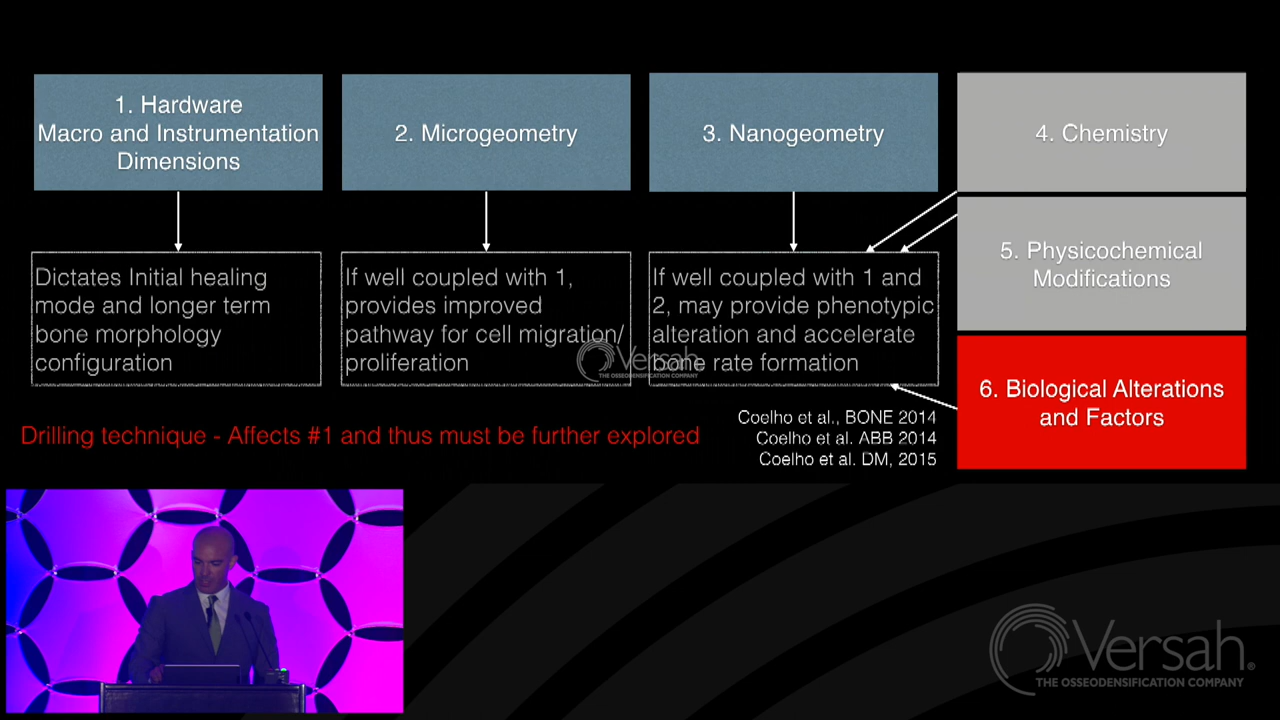 1. Hardware
Macro and Instrumentation
Dimensions
2. Microgeometry
3. Nanogeometry
4. Chemistry
5. Physicochemical
Modifications
6. Biological Alterations
and Factors
Dictates Initial healing
mode and longer term
bone morphology
configuration
If well coupled with 1,
provides improved
pathway for cell migration/
proliferation
If well coupled with 1 and
2, may provide phenotypic
alteration and accelerate
bone rate formation
Versah
THE OSSEODENSIFICATION COMPANY
Drilling technique - Affects #1 and thus must be further explored
Coelho et al., BONE 2014
Coelho et al. ABB 2014
Coelho et al. DM, 2015
Versah®
THE OSSEODENSIFICATION COMPANY